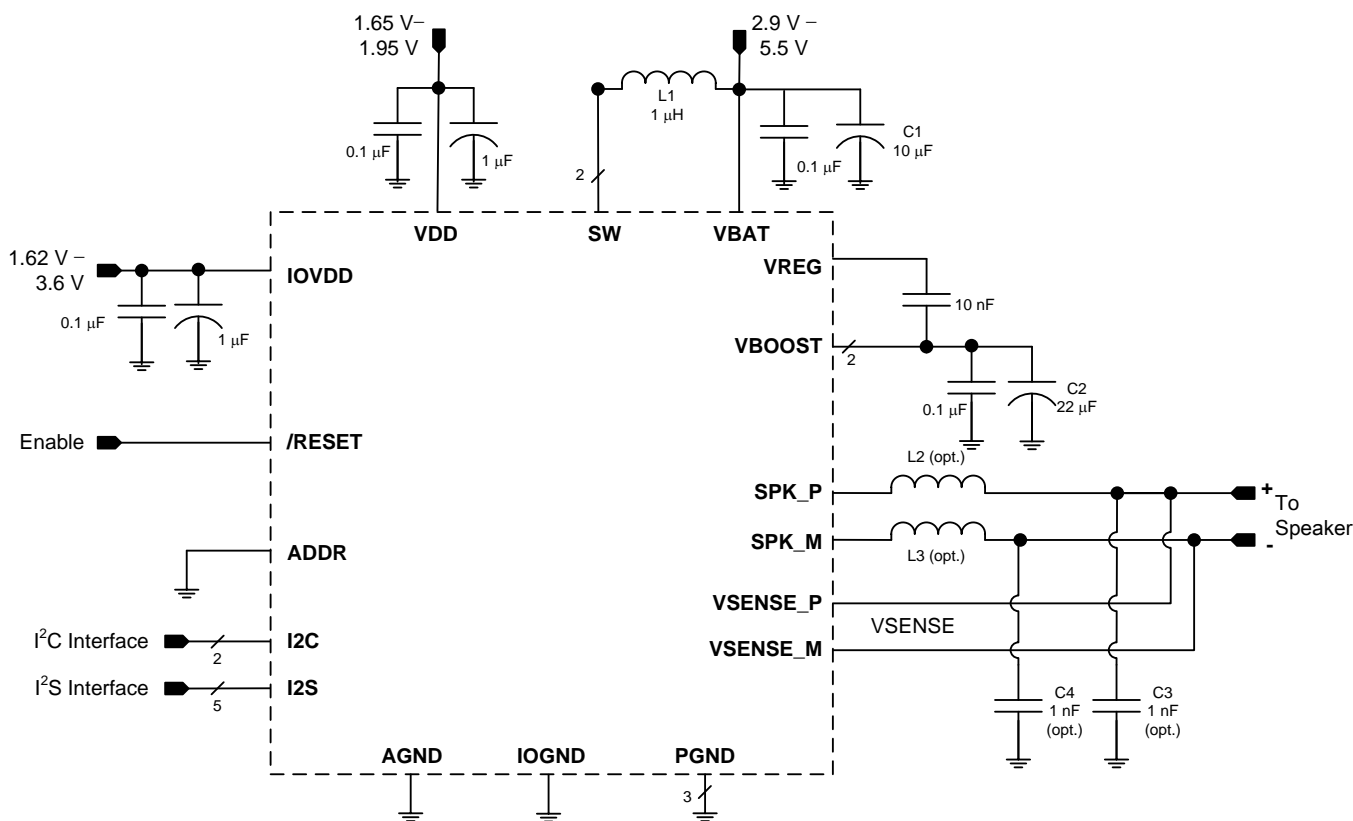 1.65 V–
1.95 V
2.9 V –
5.5 V
L1
1 μH
0.1 μF
1 μF
2
0.1 μF
C1
10 μF
VDD
SW
VBAT
1.62 V –
3.6 V
IOVDD
VREG
0.1 μF
1 μF
10 nF
VBOOST
2
0.1 μF
C2
22 μF
Enable
/RESET
L2 (opt.)
SPK_P
+
To
Speaker
SPK_M
-
L3 (opt.)
ADDR
VSENSE_P
VSENSE
VSENSE_M
I²C Interface
2
I2C
I²S Interface
5
I2S
C4
1 nF
(opt.)
C3
1 nF
(opt.)
AGND
IOGND
PGND
3